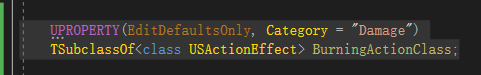 UPROPERTY(EditDefaultsOnly, Category = "Damage")
TSubclassOf<class USActionEffect> BurningActionClass;